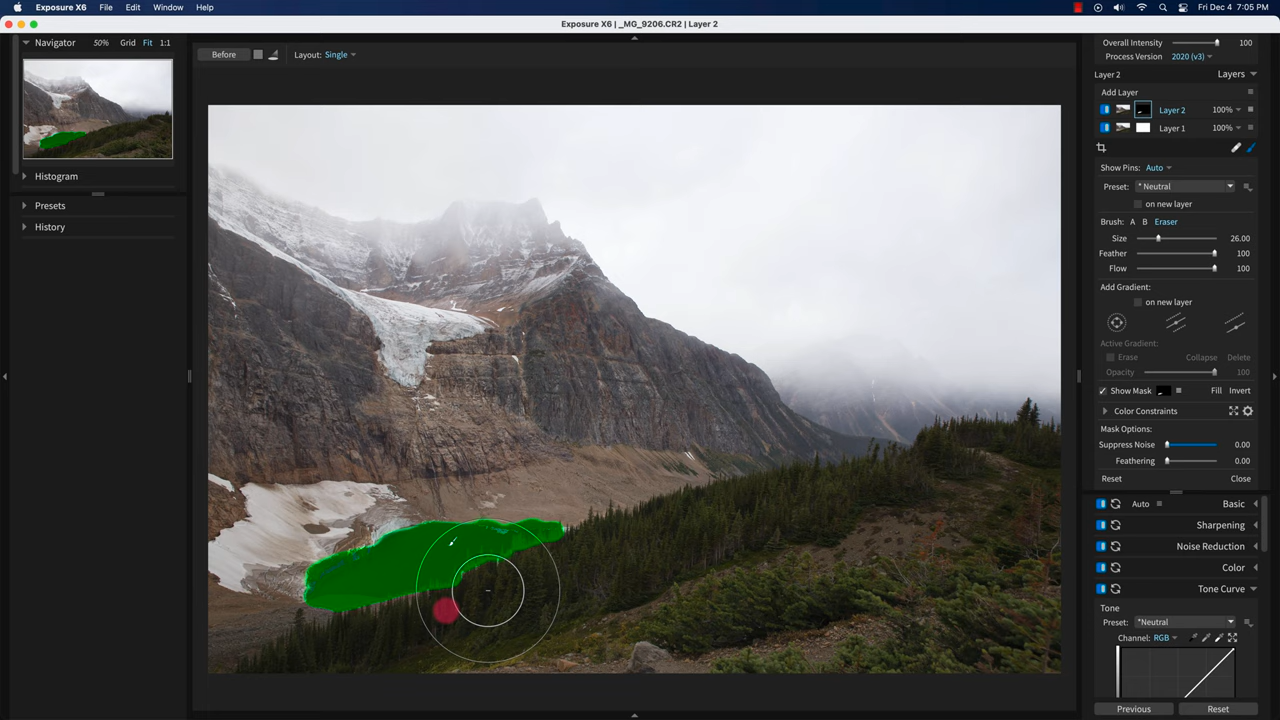 Exposure X6 File Edit Window Help Fri Dec 4 7:05 PM
Exposure X6 | _MG_9206.CR2 | Layer 2
Navigator 50% Grid Fit 1:1
Histogram
Presets
History
Before Layout: Single
Overall Intensity 100
Process Version 2020 (v3)
Layer 2 Layers
Add Layer
Layer 2 100%
Layer 1 100%
Show Pins: Auto
Preset: * Neutral
on new layer
Brush: A B Eraser
Size 26.00
Feather 100
Flow 100
Add Gradient:
on new layer
Active Gradient:
Erase Collapse Delete
Opacity 100
Show Mask Fill Invert
Color Constraints
Mask Options:
Suppress Noise 0.00
Feathering 0.00
Reset Close
Auto Basic
Sharpening
Noise Reduction
Color
Tone Curve
Tone
Preset: *Neutral
Channel: RGB
Previous Reset